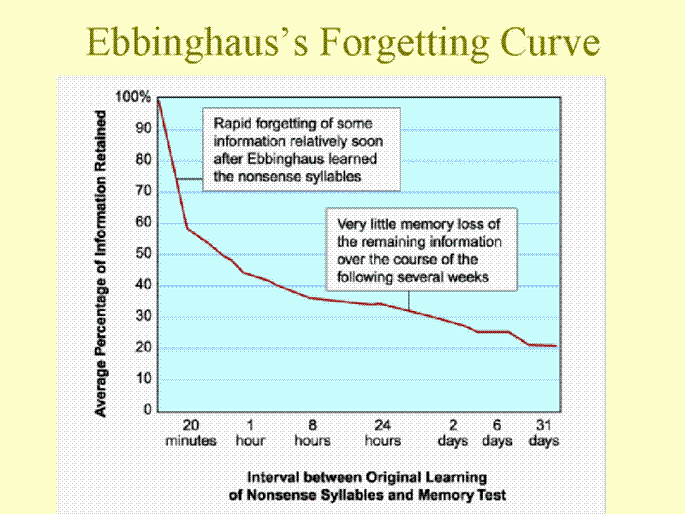 Ebbinghaus's Forgetting Curve
Average Percentage of Information Retained
100%
90
80
70
60
50
40
30
20
10
0
Rapid forgetting of some
information relatively soon
after Ebbinghaus learned
the nonsense syllables
Very little memory loss of
the remaining information
over the course of the
following several weeks
20 1 8 24 2 6 31
minutes hour hours hours days days days
Interval between Original Learning
of Nonsense Syllables and Memory Test